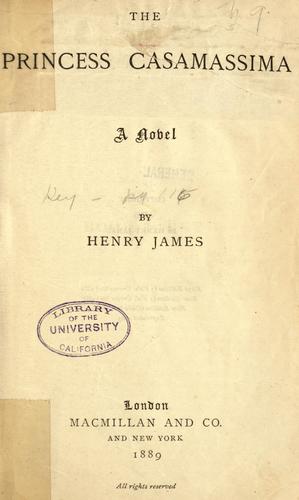 THE
PRINCESS CASAMASSIMA
A Novel
Key –
BY
HENRY JAMES
LIBRARY
OF THE
UNIVERSITY
OF
CALIFORNIA
London
MACMILLAN AND CO.
AND NEW YORK
1889
All rights reserved